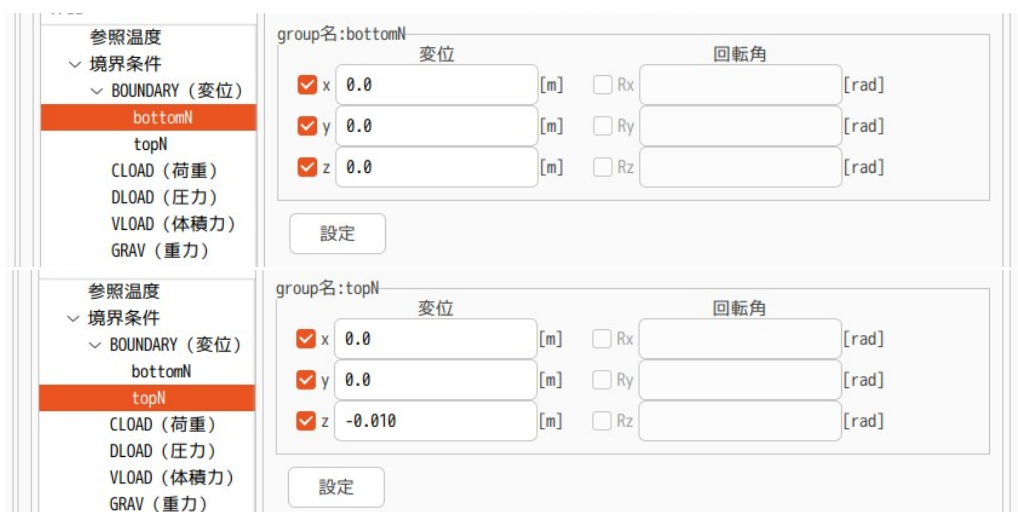 参照温度
境界条件
BOUNDARY (変位)
bottomN
topN
CLOAD (荷重)
DLOAD (圧力)
VLOAD (体積力)
GRAV (重力)
group名:bottomN
変位 回転角
x 0.0 [m] Rx [rad]
y 0.0 [m] Ry [rad]
z 0.0 [m] Rz [rad]
設定
参照温度
境界条件
BOUNDARY (変位)
bottomN
topN
CLOAD (荷重)
DLOAD (圧力)
VLOAD (体積力)
GRAV (重力)
group名:topN
変位 回転角
x 0.0 [m] Rx [rad]
y 0.0 [m] Ry [rad]
z -0.010 [m] Rz [rad]
設定